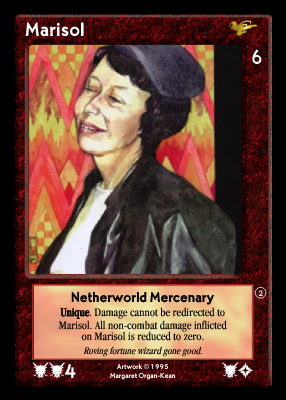 Marisol
6
Netherworld Mercenary
2
Unique. Damage cannot be redirected to
Marisol. All non-combat damage inflicted
on Marisol is reduced to zero.
Roving fortune wizard gone good.
4
Artwork © 1995
Margaret Organ-Kean